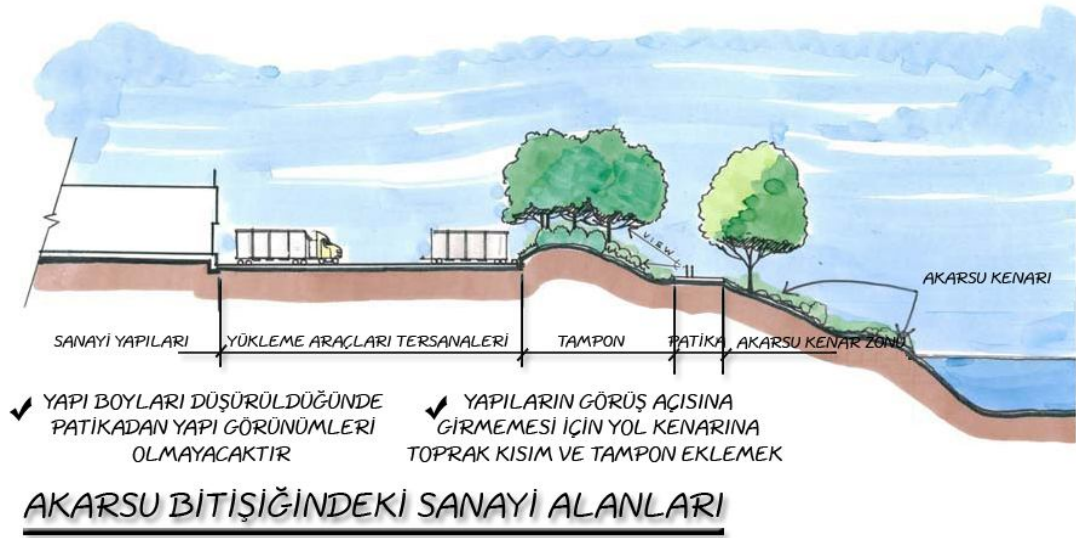 VIEW
AKARSU KENARI
SANAYİ YAPILARI
YÜKLEME ARAÇLARI TERSANALERİ
TAMPON
PATİKA
AKARSU KENAR ZONU
YAPI BOYLARI DÜŞÜRÜLDÜĞÜNDE
PATİKADAN YAPI GÖRÜNÜMLERİ
OLMAYACAKTIR
YAPILARIN GÖRÜŞ AÇISINA
GİRMEMESİ İÇİN YOL KENARINA
TOPRAK KISIM VE TAMPON EKLEMEK
AKARSU BİTİŞİĞİNDEKİ SANAYİ ALANLARI